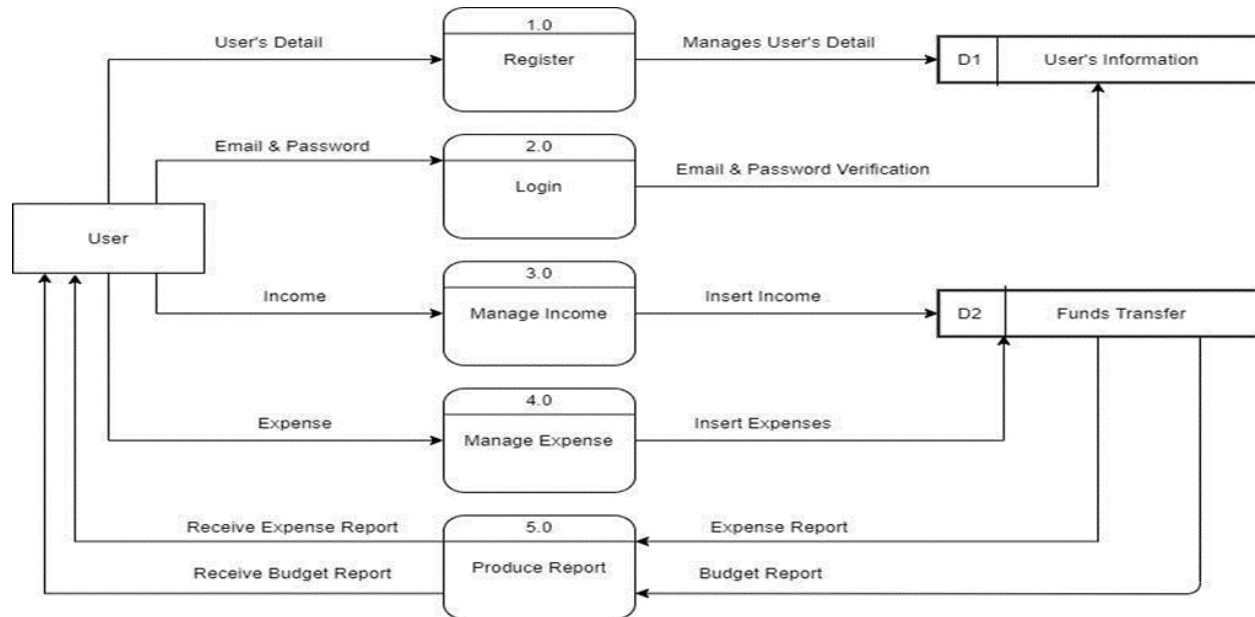 1.0
User's Detail
Manages User's Detail
Register
D1
User's Information
2.0
Email & Password
Login
Email & Password Verification
User
3.0
Income
Insert Income
Manage Income
D2
Funds Transfer
4.0
Expense
Insert Expenses
Manage Expense
5.0
Receive Expense Report
Expense Report
Produce Report
Receive Budget Report
Budget Report